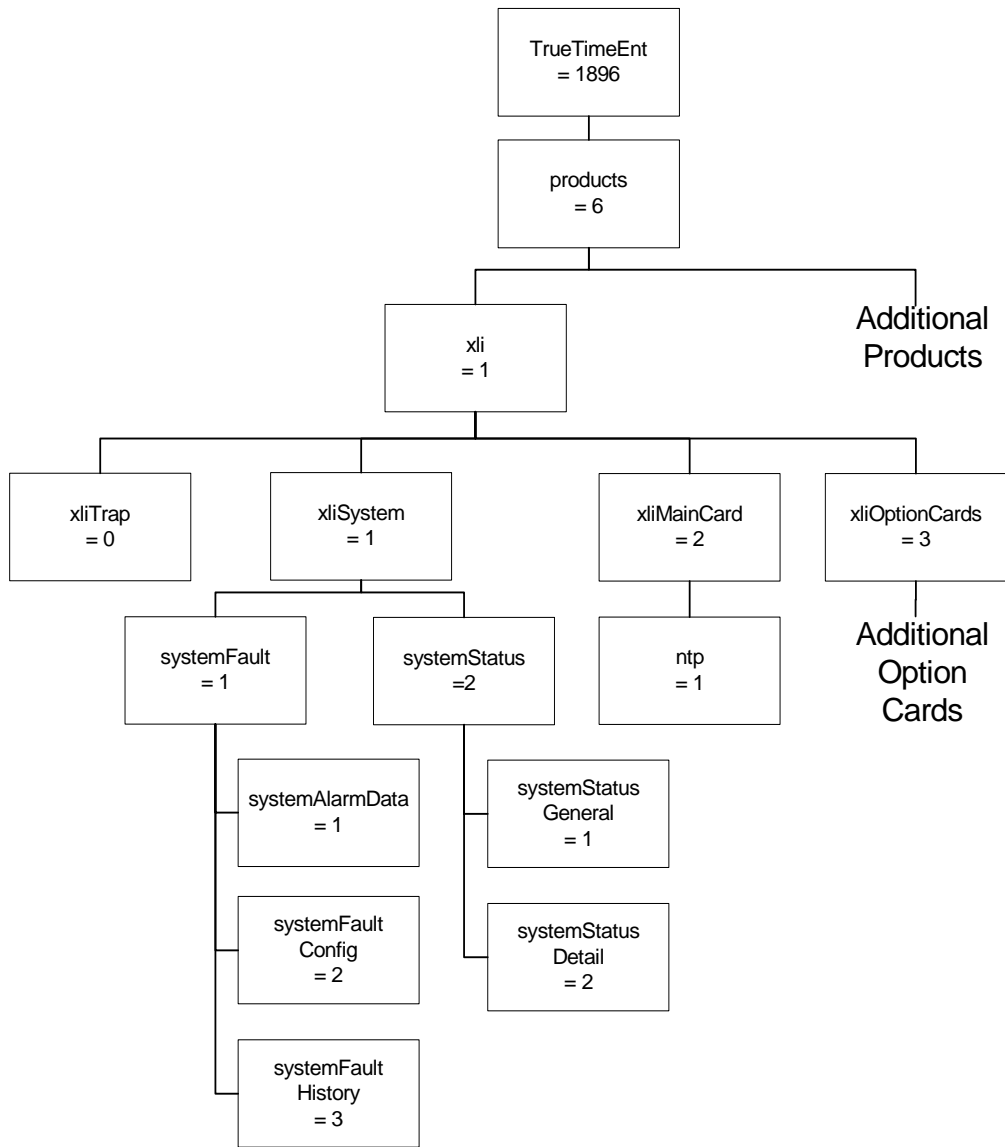 TrueTimeEnt
= 1896
products
= 6
xli
= 1
Additional
Products
xliTrap
= 0
xliSystem
= 1
xliMainCard
= 2
xliOptionCards
= 3
systemFault
= 1
systemStatus
=2
ntp
= 1
Additional
Option
Cards
systemAlarmData
= 1
systemStatus
General
= 1
systemFault
Config
= 2
systemStatus
Detail
= 2
systemFault
History
= 3